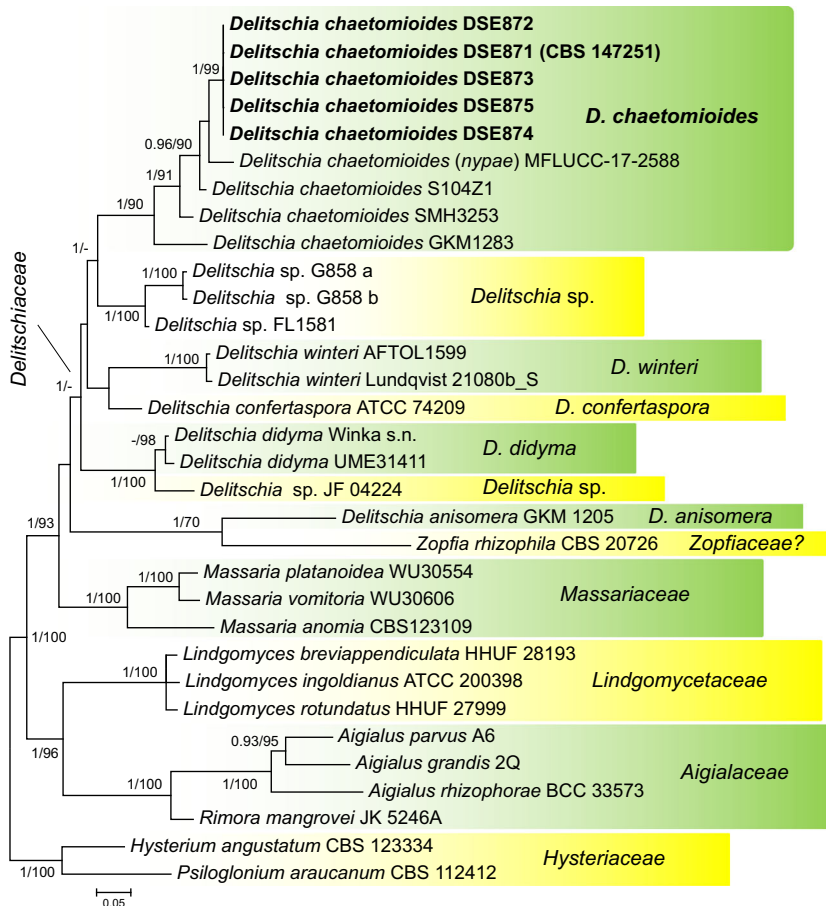 Delitschia chaetomioides DSE872
Delitschia chaetomioides DSE871 (CBS 147251)
1/99
Delitschia chaetomioides DSE873
Delitschia chaetomioides DSE875
D. chaetomioides
Delitschia chaetomioides DSE874
0.96/90
Delitschia chaetomioides (nypae) MFLUCC-17-2588
1/91
Delitschia chaetomioides S104Z1
1/90
Delitschia chaetomioides SMH3253
1/-
Delitschia chaetomioides GKM1283
Delitschiaceae
1/100
Delitschia sp. G858 a
Delitschia sp. G858 b
Delitschia sp.
1/100
Delitschia sp. FL1581
1/100
Delitschia winteri AFTOL1599
D. winteri
Delitschia winteri Lundqvist 21080b_S
1/-
Delitschia confertaspora ATCC 74209
D. confertaspora
-/98
Delitschia didyma Winka s.n.
D. didyma
Delitschia didyma UME31411
1/100
Delitschia sp. JF 04224
Delitschia sp.
1/93
1/70
Delitschia anisomera GKM 1205
D. anisomera
Zopfia rhizophila CBS 20726
Zopfiaceae?
1/100
Massaria platanoidea WU30554
Massaria vomitoria WU30606
Massariaceae
1/100
Massaria anomia CBS123109
1/100
Lindgomyces breviappendiculata HHUF 28193
1/100
Lindgomyces ingoldianus ATCC 200398
Lindgomycetaceae
Lindgomyces rotundatus HHUF 27999
0.93/95
Aigialus parvus A6
1/96
Aigialus grandis 2Q
Aigialaceae
1/100
1/100
Aigialus rhizophorae BCC 33573
Rimora mangrovei JK 5246A
Hysterium angustatum CBS 123334
Hysteriaceae
1/100
Psiloglonium araucanum CBS 112412
0.05